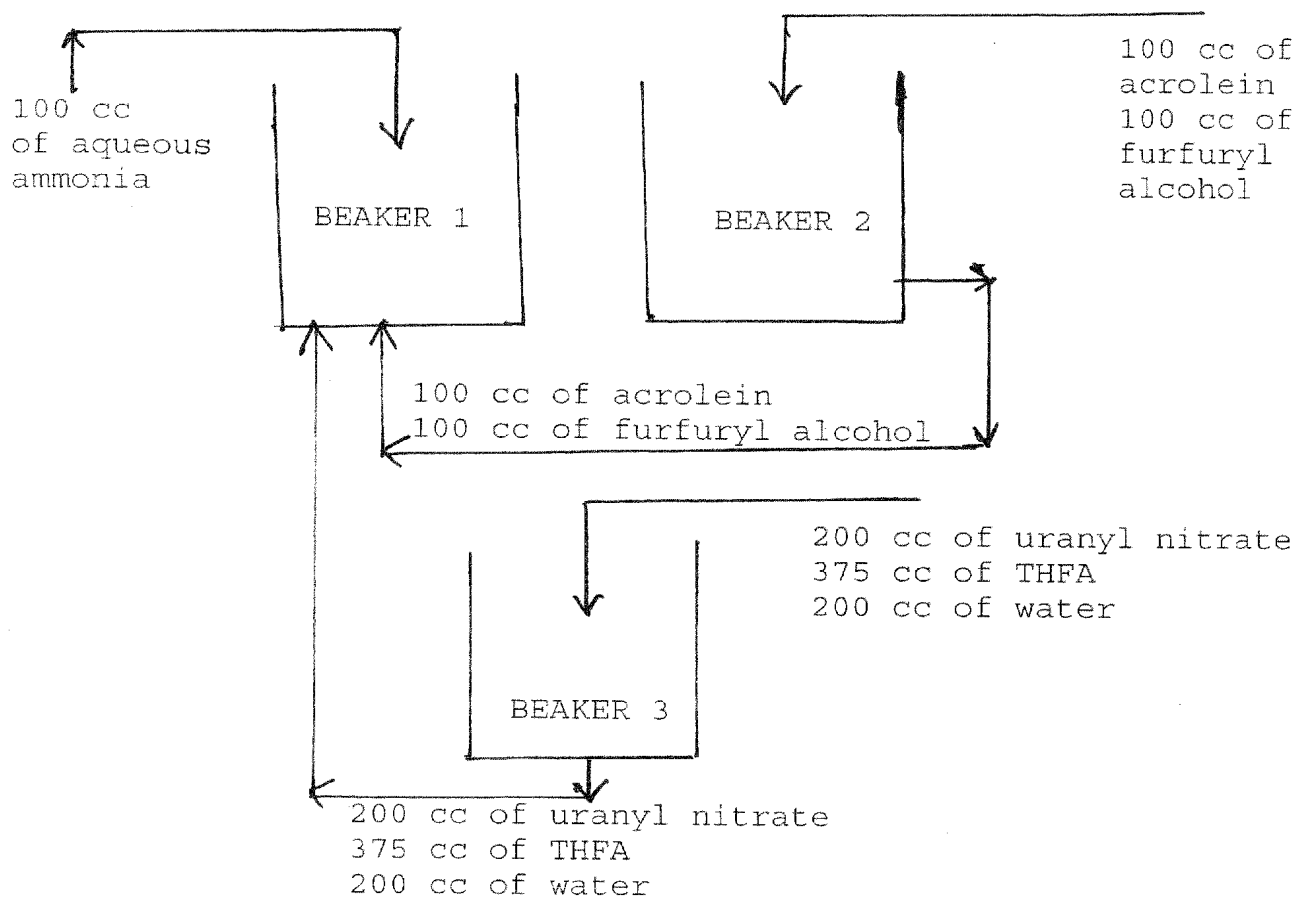 100 cc
of aqueous
ammonia
BEAKER 1
BEAKER 2
100 cc of
acrolein
100 cc of
furfuryl
alcohol
100 cc of acrolein
100 cc of furfuryl alcohol
200 cc of uranyl nitrate
375 cc of THFA
200 cc of water
BEAKER 3
200 cc of uranyl nitrate
375 cc of THFA
200 cc of water